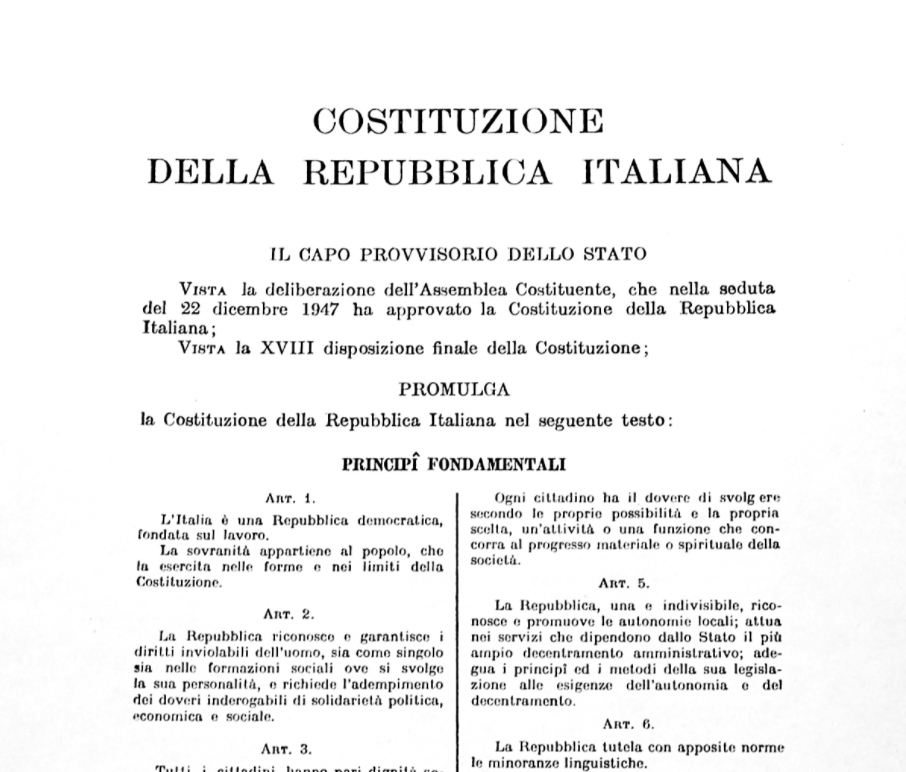 COSTITUZIONE
DELLA REPUBBLICA ITALIANA
IL CAPO PROVVISORIO DELLO STATO
VISTA la deliberazione dell'Assemblea Costituente, che nella seduta
del 22 dicembre 1947 ha approvato la Costituzione della Repubblica
Italiana;
VISTA la XVIII disposizione finale della Costituzione;
PROMULGA
la Costituzione della Repubblica Italiana nel seguente testo:
PRINCIPÎ FONDAMENTALI
ART. 1.
L'Italia è una Repubblica democratica,
fondata sul lavoro.
La sovranità appartiene al popolo, che
la esercita nelle forme e nei limiti della
Costituzione.
ART. 2.
La Repubblica riconosce e garantisce i
diritti inviolabili dell'uomo, sia come singolo
sia nelle formazioni sociali ove si svolge
la sua personalità, e richiede l'adempimento
dei doveri inderogabili di solidarietà politica,
economica e sociale.
ART. 3.
Tutti i cittadini hanno pari dignità so-
Ogni cittadino ha il dovere di svolg ere
secondo le proprie possibilità e la propria
scelta, un'attività o una funzione che con-
corra al progresso materiale o spirituale della
società.
ART. 5.
La Repubblica, una e indivisibile, rico-
nosce e promuove le autonomie locali; attua
nei servizi che dipendono dallo Stato il più
ampio decentramento amministrativo; ade-
gua i principî ed i metodi della sua legisla-
zione alle esigenze dell'autonomia e del
decentramento.
ART. 6.
La Repubblica tutela con apposite norme
le minoranze linguistiche.